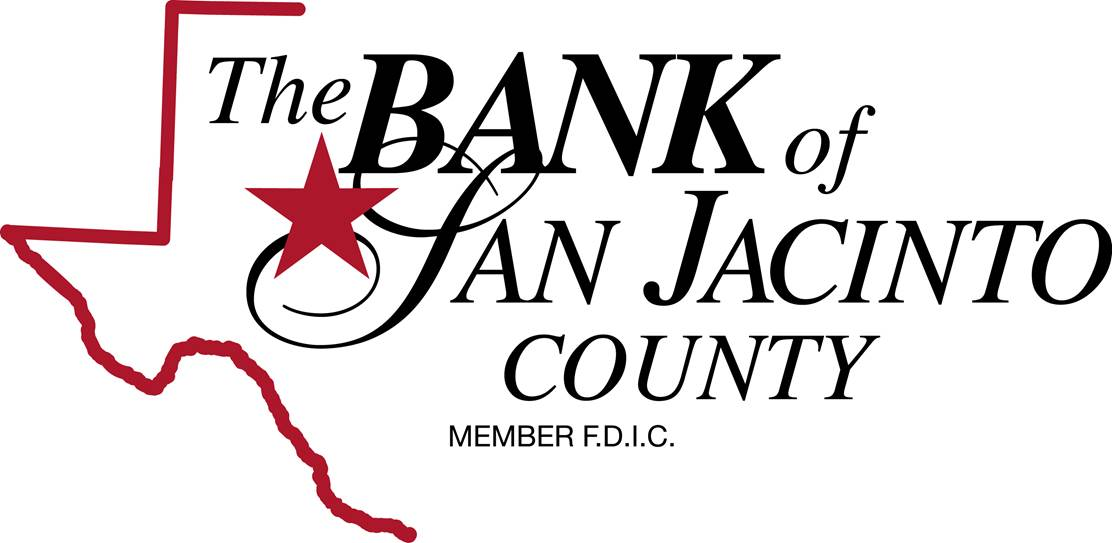 The BANK of
SAN JACINTO
COUNTY
MEMBER F.D.I.C.